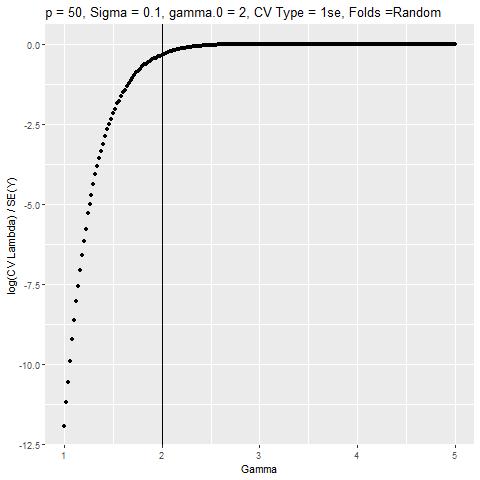 p = 50, Sigma = 0.1, gamma.0 = 2, CV Type = 1se, Folds =Random
log(CV Lambda) / SE(Y)
0.0
-2.5
-5.0
-7.5
-10.0
-12.5
1 2 3 4 5
Gamma